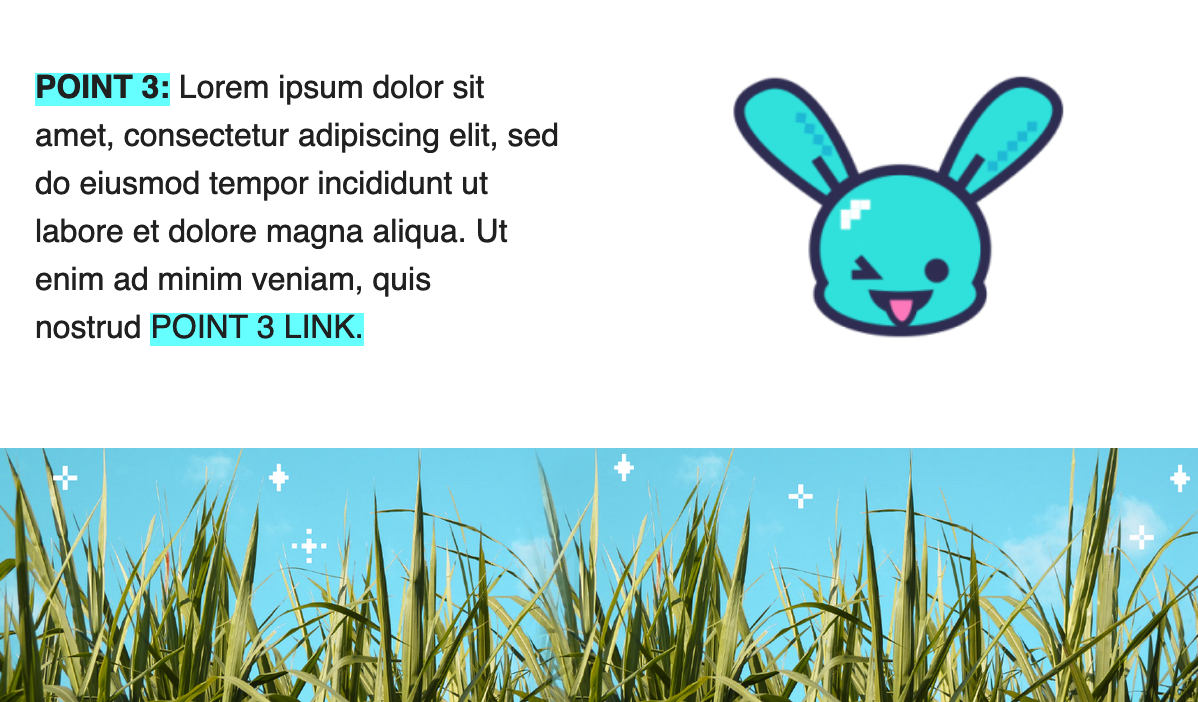 POINT 3: Lorem ipsum dolor sit
amet, consectetur adipiscing elit, sed
do eiusmod tempor incididunt ut
labore et dolore magna aliqua. Ut
enim ad minim veniam, quis
nostrud POINT 3 LINK.